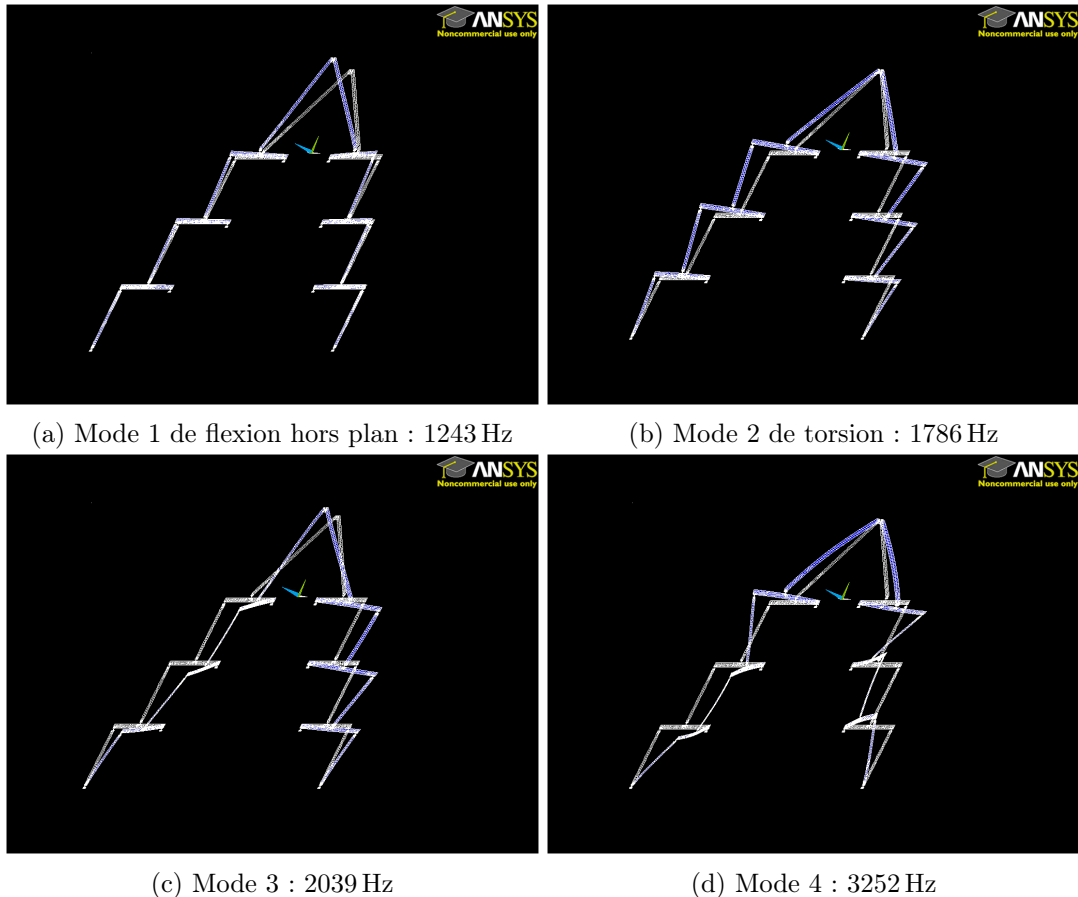 ANSYS
Noncommercial use only
ANSYS
Noncommercial use only
(a) Mode 1 de flexion hors plan : 1243 Hz
(b) Mode 2 de torsion : 1786 Hz
ANSYS
Noncommercial use only
ANSYS
Noncommercial use only
(c) Mode 3 : 2039 Hz
(d) Mode 4 : 3252 Hz